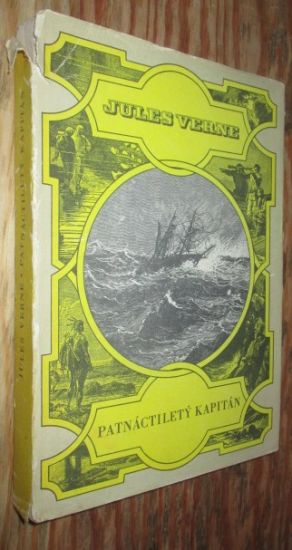 JULES VERNE
PATNÁCTILETÝ KAPITÁN
JULES VERNE · PATNÁCTILETÝ KAPITÁN